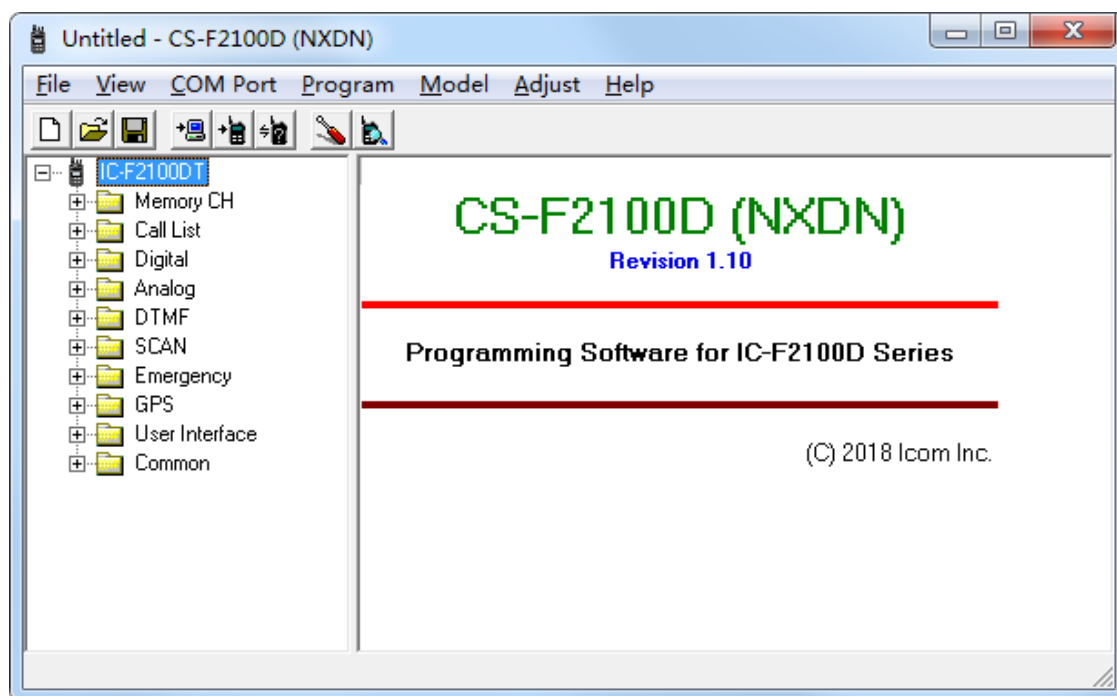 Untitled - CS-F2100D (NXDN)
File View COM Port Program Model Adjust Help
IC-F2100DT
Memory CH
Call List
Digital
Analog
DTMF
SCAN
Emergency
GPS
User Interface
Common
CS-F2100D (NXDN)
Revision 1.10
Programming Software for IC-F2100D Series
(C) 2018 Icom Inc.